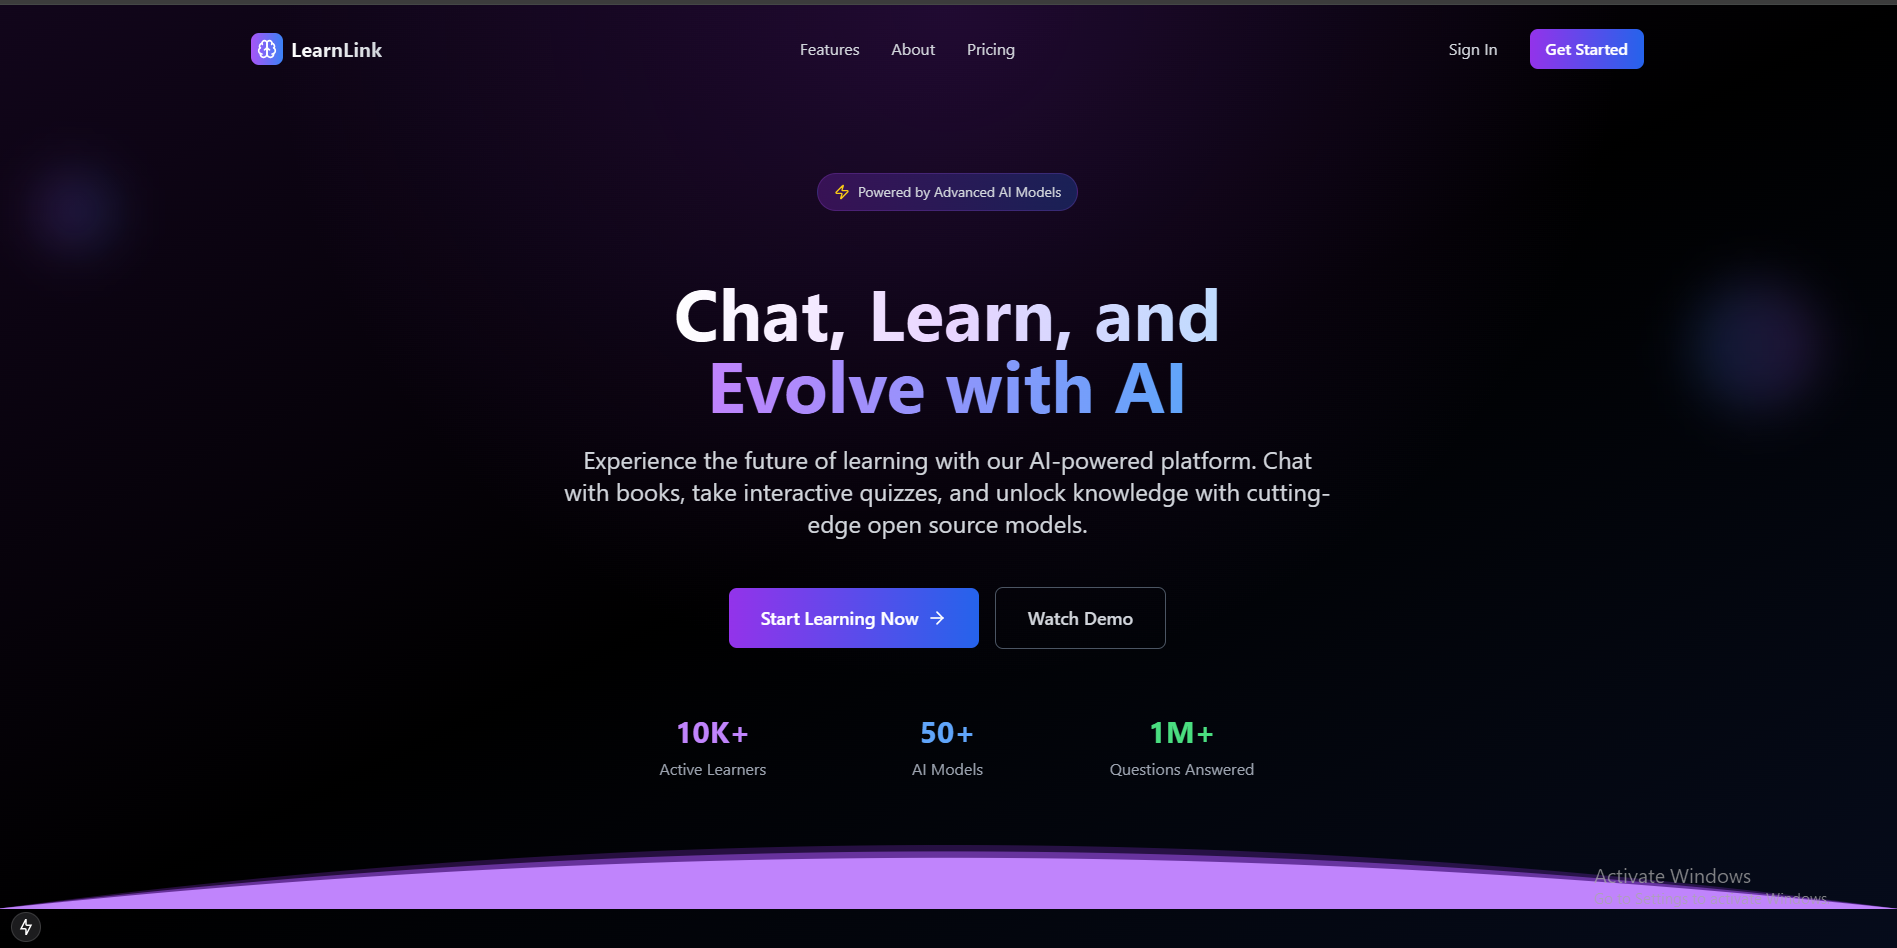 LearnLink
Features
About
Pricing
Sign In
Get Started
Powered by Advanced AI Models
Chat, Learn, and
Evolve with AI
Experience the future of learning with our AI-powered platform. Chat
with books, take interactive quizzes, and unlock knowledge with cutting-
edge open source models.
Start Learning Now
Watch Demo
10K+
Active Learners
50+
AI Models
1M+
Questions Answered
Activate Windows
Windows.